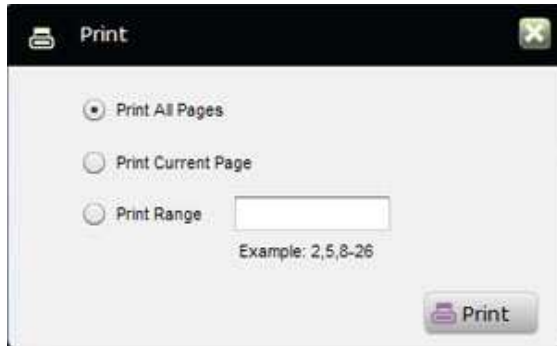 Print
Print All Pages
Print Current Page
Print Range
Example: 2,5,8-26
Print